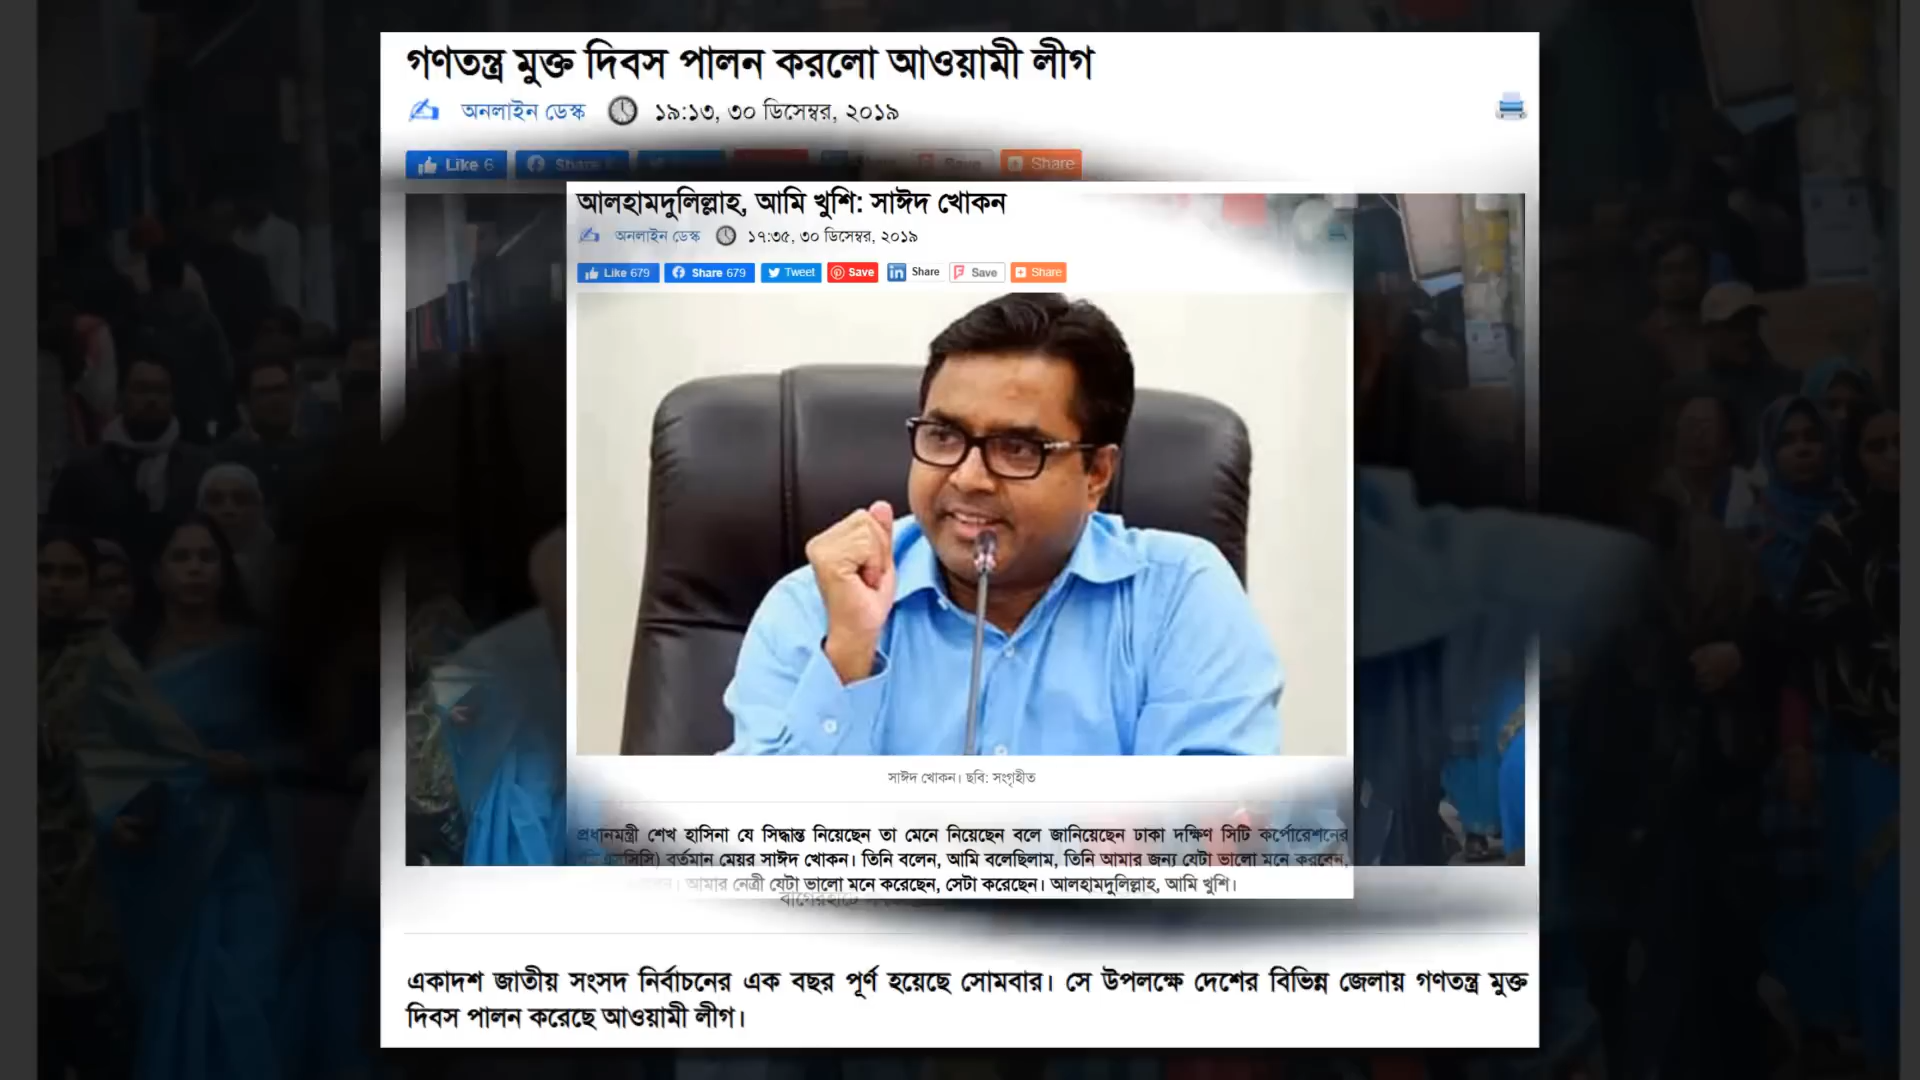 গণতন্ত্র মুক্ত দিবস পালন করলো আওয়ামী লীগ
অনলাইন ডেস্ক ১৯:১৩, ৩০ ডিসেম্বর, ২০১৯
Like 6 Share Save Share
আলহামদুলিল্লাহ, আমি খুশি: সাঈদ খোকন
অনলাইন ডেস্ক ১৭:৩৫, ৩০ ডিসেম্বর, ২০১৯
Like 679 Share 679 Tweet Save Share Save Share
সাঈদ খোকন। ছবি: সংগৃহীত
প্রধানমন্ত্রী শেখ হাসিনা যে সিদ্ধান্ত নিয়েছেন তা মেনে নিয়েছেন বলে জানিয়েছেন ঢাকা দক্ষিণ সিটি কর্পোরেশনের
বর্তমান মেয়র সাঈদ খোকন। তিনি বলেন, আমি বলেছিলাম, তিনি আমার জন্য যেটা ভালো মনে করবেন,
আমার নেত্রী যেটা ভালো মনে করেছেন, সেটা করেছেন। আলহামদুলিল্লাহ, আমি খুশি।
বাগেরহাটে
একাদশ জাতীয় সংসদ নির্বাচনের এক বছর পূর্ণ হয়েছে সোমবার। সে উপলক্ষে দেশের বিভিন্ন জেলায় গণতন্ত্র মুক্ত
দিবস পালন করেছে আওয়ামী লীগ।